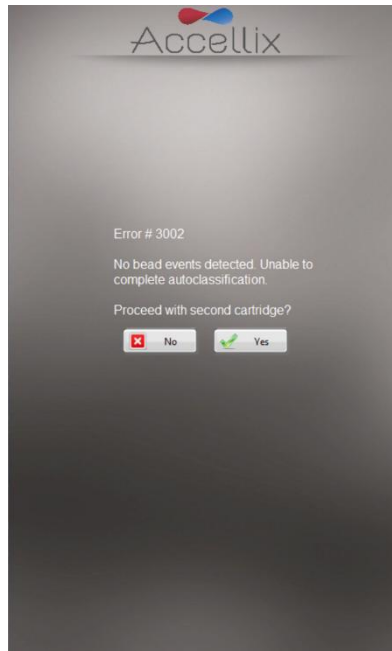 Accellix
Error # 3002
No bead events detected. Unable to
complete autoclassification.
Proceed with second cartridge?
No
Yes